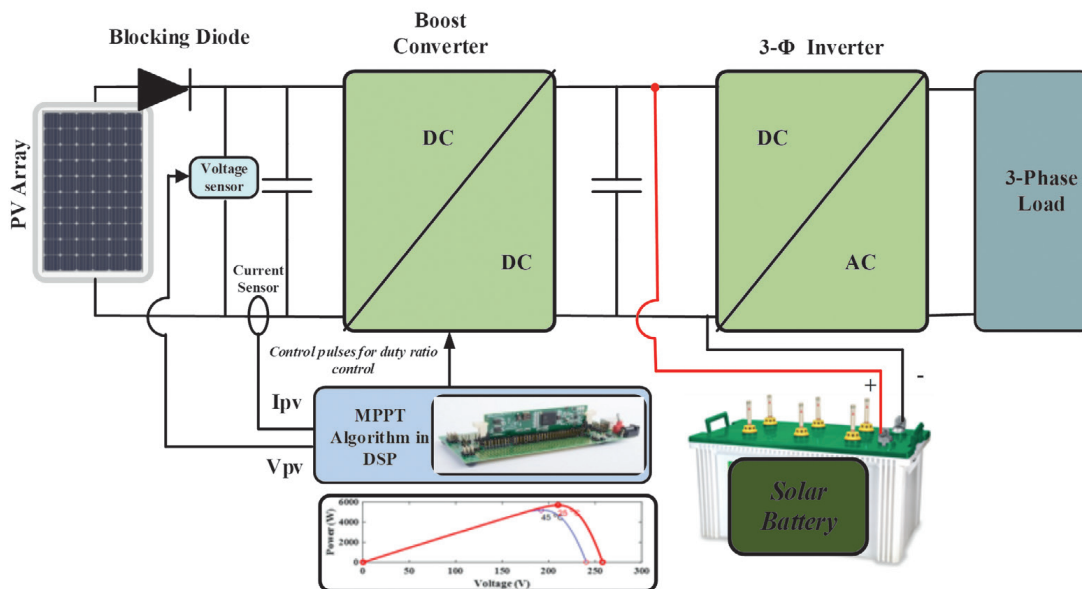 Boost
Converter
Blocking Diode
3-Φ Inverter
PV Array
Voltage
sensor
DC
DC
DC
AC
3-Phase
Load
Current
Sensor
Control pulses for duty ratio
control
+
-
Ipv
Vpv
MPPT
Algorithm in
DSP
Solar
Battery
Power (W)
6000
4000
2000
0
45 °C
25 °C
0
50
100
150
200
250
300
Voltage (V)